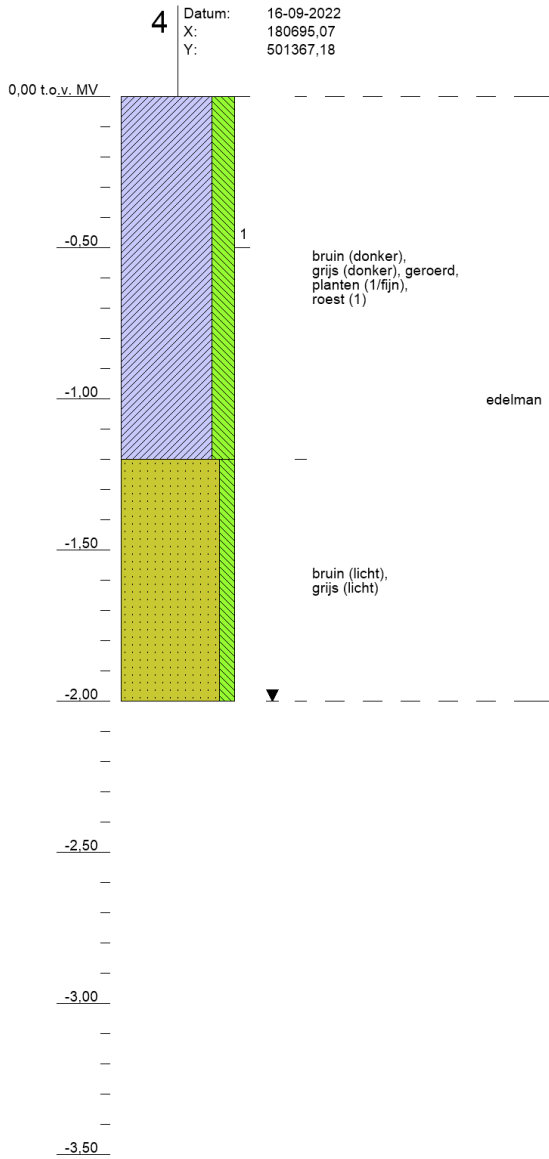 4
Datum: 16-09-2022
X: 180695,07
Y: 501367,18
0,00 t.o.v. MV
1
-0,50
bruin (donker),
grijs (donker), geroerd,
planten (1/fijn),
roest (1)
-1,00
edelman
-1,50
bruin (licht),
grijs (licht)
-2,00
-2,50
-3,00
-3,50